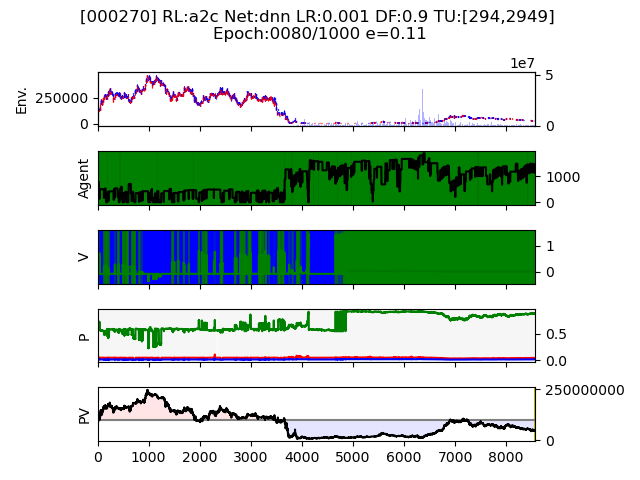 [000270] RL:a2c Net:dnn LR:0.001 DF:0.9 TU:[294,2949]
Epoch:0080/1000 e=0.11
1e7
Env.
250000
0
5
0
Agent
1000
0
V
1
0
P
0.5
0.0
PV
250000000
0
0 1000 2000 3000 4000 5000 6000 7000 8000